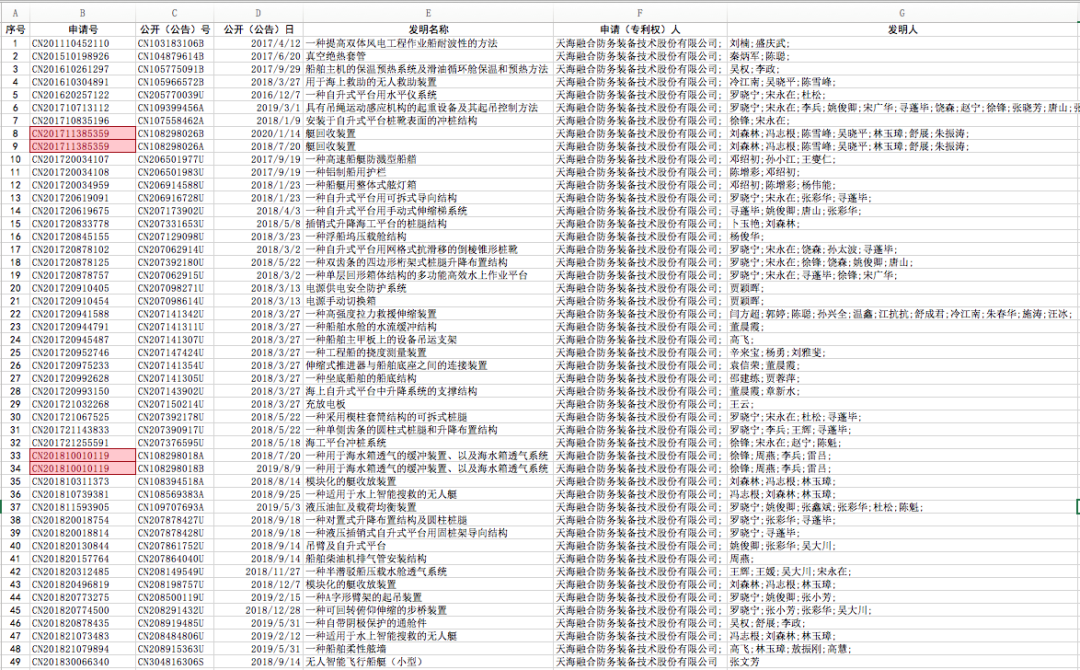 A B C D E F G
序号 申请号 公开（公告）号 公开（公告）日 发明名称 申请（专利权）人 发明人
1 CN201110452110 CN103183106B 2017/4/12 一种提高双体风电工程作业船耐波性的方法 天海融合防务装备技术股份有限公司; 刘楠;盛庆武;
2 CN201510198926 CN104879614B 2017/6/20 真空绝热套管 天海融合防务装备技术股份有限公司; 秦炳军;陈聪;
3 CN201610261297 CN105775091B 2017/9/29 船舶主机的保温预热系统及滑油循环舱保温和预热方法 天海融合防务装备技术股份有限公司; 吴权;李政;
4 CN201610304891 CN105966572B 2018/3/27 用于海上救助的无人救助装置 天海融合防务装备技术股份有限公司; 冷江南;吴晓平;陈雪峰;
5 CN201620257122 CN205770039U 2016/12/7 一种自升式平台用水平仪系统 天海融合防务装备技术股份有限公司; 罗晓宁;宋永在;杜松;
6 CN201710713112 CN109399456A 2019/3/1 具有吊绳运动感应机构的起重设备及其起吊控制方法 天海融合防务装备技术股份有限公司; 罗晓宁;宋永在;李兵;姚俊卿;宋广华;寻蓬毕;饶森;赵宁;徐锋;张晓芳;唐山;
7 CN201710835196 CN107558462A 2018/1/9 安装于自升式平台桩靴表面的冲桩结构 天海融合防务装备技术股份有限公司; 徐锋;宋永在;
8 CN201711385359 CN108298026B 2020/1/14 艇回收装置 天海融合防务装备技术股份有限公司; 刘森林;冯志根;陈雪峰;吴晓平;林玉璋;舒展;朱振涛;
9 CN201711385359 CN108298026A 2018/7/20 艇回收装置 天海融合防务装备技术股份有限公司; 刘森林;冯志根;陈雪峰;吴晓平;林玉璋;舒展;朱振涛;
10 CN201720034107 CN206501977U 2017/9/19 一种高速船艇防溅型船艏 天海融合防务装备技术股份有限公司; 邓绍初;孙小江;王燮仁;
11 CN201720034108 CN206501983U 2017/9/19 一种铝制船用护栏 天海融合防务装备技术股份有限公司; 陈增彩;邓绍初;
12 CN201720034959 CN206914588U 2018/1/23 一种船艇用整体式舷灯箱 天海融合防务装备技术股份有限公司; 邓绍初;陈增彩;杨伟能;
13 CN201720619091 CN206916728U 2018/1/23 一种自升式平台用可拆式导向结构 天海融合防务装备技术股份有限公司; 罗晓宁;宋永在;张彩华;寻蓬毕;
14 CN201720619675 CN207173902U 2018/4/3 一种自升式平台用手动式伸缩梯系统 天海融合防务装备技术股份有限公司; 寻蓬毕;姚俊卿;唐山;张彩华;
15 CN201720833778 CN207331653U 2018/5/8 插销式升降海工平台的桩腿结构 天海融合防务装备技术股份有限公司; 卜玉艳;刘森林;
16 CN201720845155 CN207129098U 2018/3/23 一种浮船坞压载舱结构 天海融合防务装备技术股份有限公司; 杨俊华;
17 CN201720878102 CN207062914U 2018/3/2 一种自升式平台用网格式抗滑移的倒棱锥形桩靴 天海融合防务装备技术股份有限公司; 罗晓宁;宋永在;饶森;孙太波;寻蓬毕;
18 CN201720878125 CN207392180U 2018/5/22 一种双齿条的四边形桁架式桩腿升降布置结构 天海融合防务装备技术股份有限公司; 罗晓宁;宋永在;徐锋;饶森;姚俊卿;唐山;
19 CN201720878757 CN207062915U 2018/3/2 一种单层回形箱体结构的多功能高效水上作业平台 天海融合防务装备技术股份有限公司; 罗晓宁;宋永在;寻蓬毕;徐锋;宋广华;
20 CN201720910405 CN207098271U 2018/3/13 电源供电安全防护系统 天海融合防务装备技术股份有限公司; 贾颖晖;
21 CN201720910454 CN207098614U 2018/3/13 电源手动切换箱 天海融合防务装备技术股份有限公司; 贾颖晖;
22 CN201720941588 CN207141342U 2018/3/27 一种高强度拉力救援伸缩装置 天海融合防务装备技术股份有限公司; 闫方超;郭婷;陈聪;孙兴全;温鑫;江抗抗;舒成君;冷江南;朱春华;施涛;汪冰;
23 CN201720944791 CN207141311U 2018/3/27 一种船舶水舱的水流缓冲结构 天海融合防务装备技术股份有限公司; 董晨霞;
24 CN201720945487 CN207141307U 2018/3/27 一种船舶主甲板上的设备吊运支架 天海融合防务装备技术股份有限公司; 高飞;
25 CN201720952746 CN207147424U 2018/3/27 一种工程船的挠度测量装置 天海融合防务装备技术股份有限公司; 辛来宝;杨勇;刘雅斐;
26 CN201720975233 CN207141354U 2018/3/27 伸缩式推进器与船舶底座之间的连接装置 天海融合防务装备技术股份有限公司; 袁信荣;董晨霞;
27 CN201720992628 CN207141305U 2018/3/27 一种坐底船舶的船底结构 天海融合防务装备技术股份有限公司; 邵建练;贾蓉萍;
28 CN201720993150 CN207143902U 2018/3/27 海上自升式平台中升降系统的支撑结构 天海融合防务装备技术股份有限公司; 董晨霞;章新水;
29 CN201721032268 CN207150214U 2018/3/27 充放电板 天海融合防务装备技术股份有限公司; 王云;
30 CN201721067525 CN207392178U 2018/5/22 一种采用楔柱套筒结构的可拆式桩腿 天海融合防务装备技术股份有限公司; 罗晓宁;宋永在;杜松;寻蓬毕;
31 CN201721143833 CN207390917U 2018/5/22 一种单侧齿条的圆柱式桩腿和升降布置结构 天海融合防务装备技术股份有限公司; 罗晓宁;李兵;王辉;寻蓬毕;
32 CN201721255591 CN207376595U 2018/5/18 海工平台冲桩系统 天海融合防务装备技术股份有限公司; 徐锋;宋永在;赵宁;陈魁;
33 CN201810010119 CN108298018A 2018/7/20 一种用于海水箱透气的缓冲装置、以及海水箱透气系统 天海融合防务装备技术股份有限公司; 徐锋;周燕;李兵;雷吕;
34 CN201810010119 CN108298018B 2019/8/9 一种用于海水箱透气的缓冲装置、以及海水箱透气系统 天海融合防务装备技术股份有限公司; 徐锋;周燕;李兵;雷吕;
35 CN201810311373 CN108394518A 2018/8/14 模块化的艇收放装置 天海融合防务装备技术股份有限公司; 刘森林;冯志根;林玉璋;
36 CN201810739381 CN108569383A 2018/9/25 一种适用于水上智能搜救的无人艇 天海融合防务装备技术股份有限公司; 冯志根;刘森林;林玉璋;
37 CN201811593905 CN109707693A 2019/5/3 液压油缸及载荷均衡装置 天海融合防务装备技术股份有限公司; 罗晓宁;姚俊卿;张鑫斌;张彩华;杜松;陈魁;
38 CN201820018754 CN207878427U 2018/9/18 一种对置式升降布置结构及圆柱桩腿 天海融合防务装备技术股份有限公司; 罗晓宁;张彩华;寻蓬毕;
39 CN201820018814 CN207878428U 2018/9/18 一种液压插销式自升式平台用固桩架导向结构 天海融合防务装备技术股份有限公司; 罗晓宁;寻蓬毕;
40 CN201820130844 CN207861752U 2018/9/14 吊臂及自升式平台 天海融合防务装备技术股份有限公司; 姚俊卿;张彩华;吴大川;
41 CN201820157764 CN207864040U 2018/9/14 船舶柴油机排气管安装结构 天海融合防务装备技术股份有限公司; 周燕;
42 CN201820312485 CN208149549U 2018/11/27 一种半潜驳船压载水舱透气系统 天海融合防务装备技术股份有限公司; 王辉;王媛;吴大川;宋永在;
43 CN201820496819 CN208198757U 2018/12/7 模块化的艇收放装置 天海融合防务装备技术股份有限公司; 刘森林;冯志根;林玉璋;
44 CN201820773275 CN208500119U 2019/2/15 一种A字形臂架的起吊装置 天海融合防务装备技术股份有限公司; 罗晓宁;姚俊卿;张小芳;
45 CN201820774500 CN208291432U 2018/12/28 一种可回转俯仰伸缩的步桥装置 天海融合防务装备技术股份有限公司; 罗晓宁;张小芳;张彩华;吴大川;
46 CN201820878435 CN208919485U 2019/5/31 一种自带阴极保护的通舱件 天海融合防务装备技术股份有限公司; 吴权;舒展;李政;
47 CN201821073483 CN208484806U 2019/2/12 一种适用于水上智能搜救的无人艇 天海融合防务装备技术股份有限公司; 冯志根;刘森林;林玉璋;
48 CN201821079894 CN208915363U 2019/5/31 一种船舶柔性舷墙 天海融合防务装备技术股份有限公司; 高飞;林玉璋;敖振刚;高慧;
49 CN201830066340 CN304816306S 2018/9/14 无人智能飞行船艇（小型） 天海融合防务装备技术股份有限公司; 张文芳